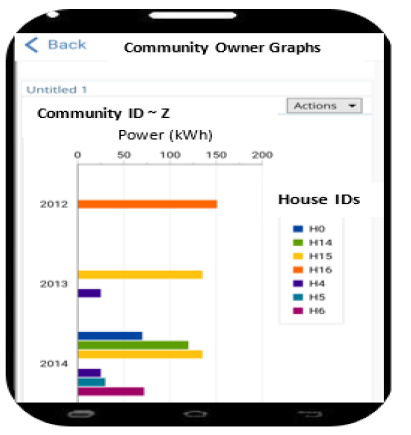 Back
Community Owner Graphs
Untitled 1
Community ID ~ Z
Actions
Power (kWh)
0 50 100 150 200
2012
2013
2014
House IDs
H0
H14
H15
H16
H4
H5
H6